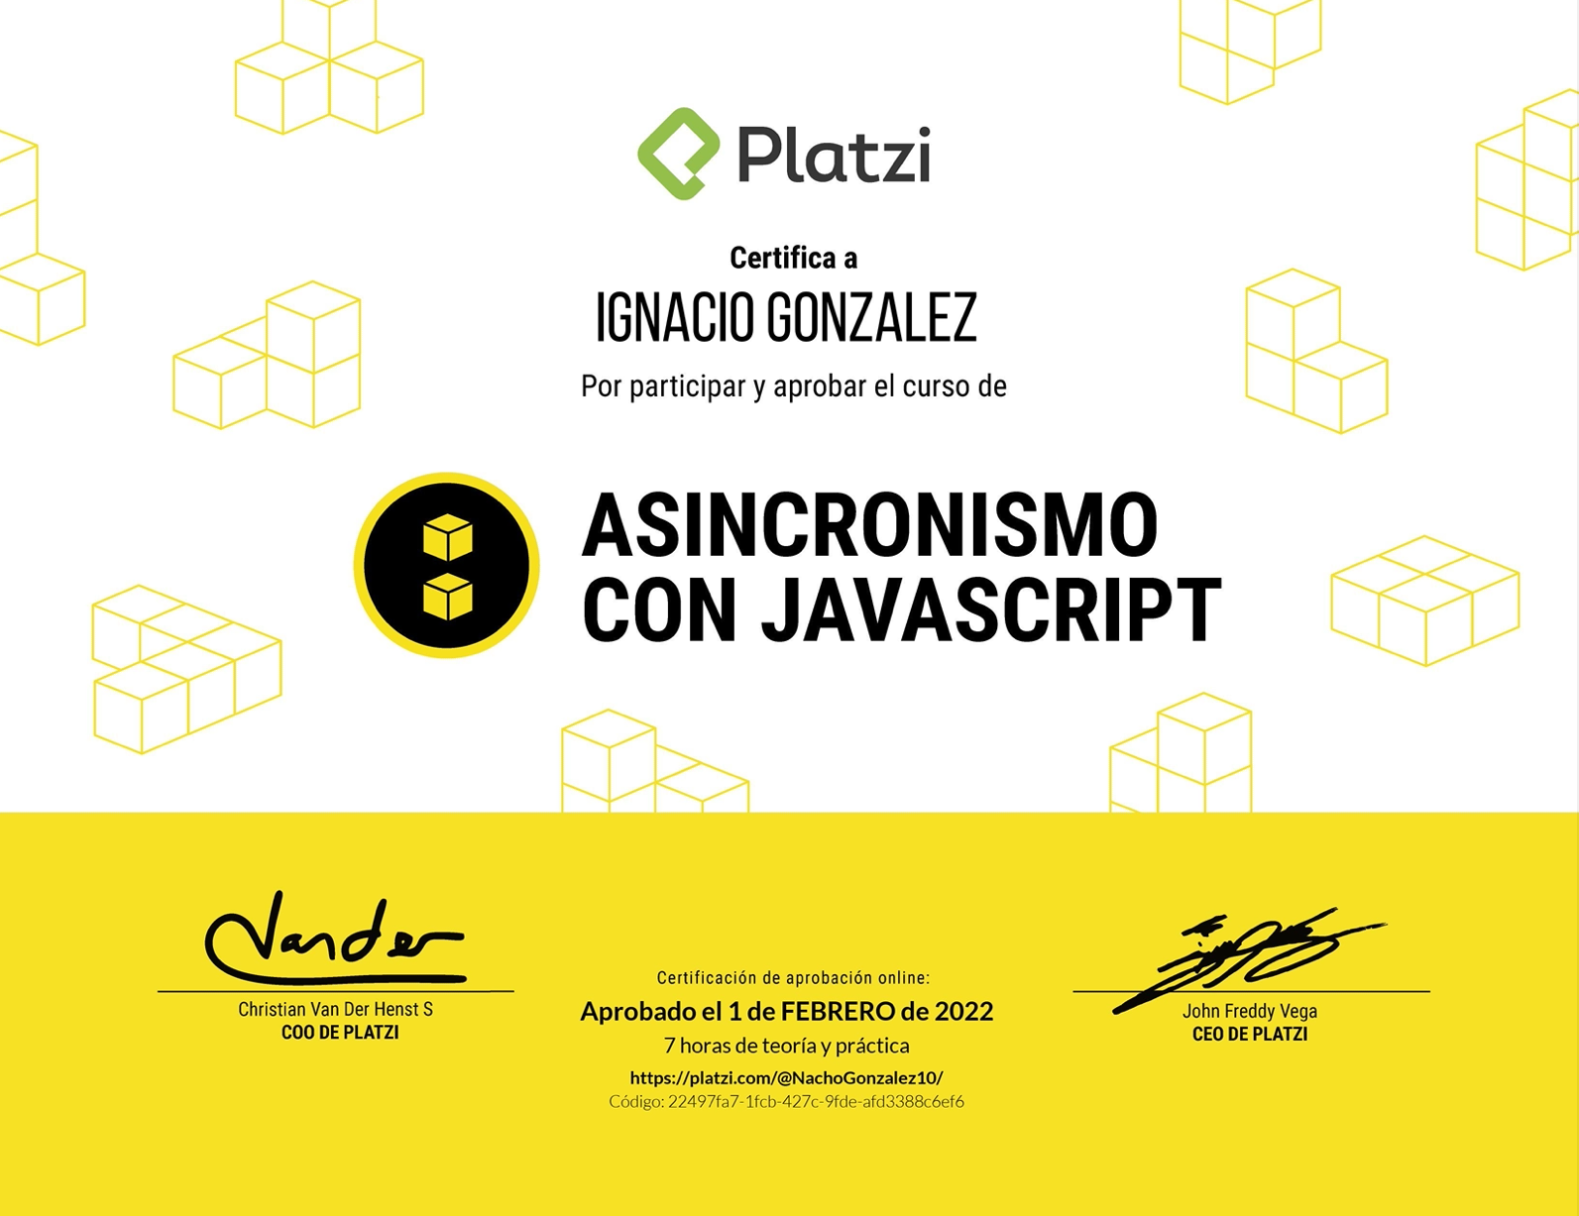 Platzi
Certifica a
IGNACIO GONZALEZ
Por participar y aprobar el curso de
ASINCRONISMO
CON JAVASCRIPT
Vander
Christian Van Der Henst S
COO DE PLATZI
Certificación de aprobación online:
Aprobado el 1 de FEBRERO de 2022
7 horas de teoría y práctica
https://platzi.com/@NachoGonzalez10/
Código: 22497fa7-1fcb-427c-9fde-afd3388c6ef6
John Freddy Vega
CEO DE PLATZI